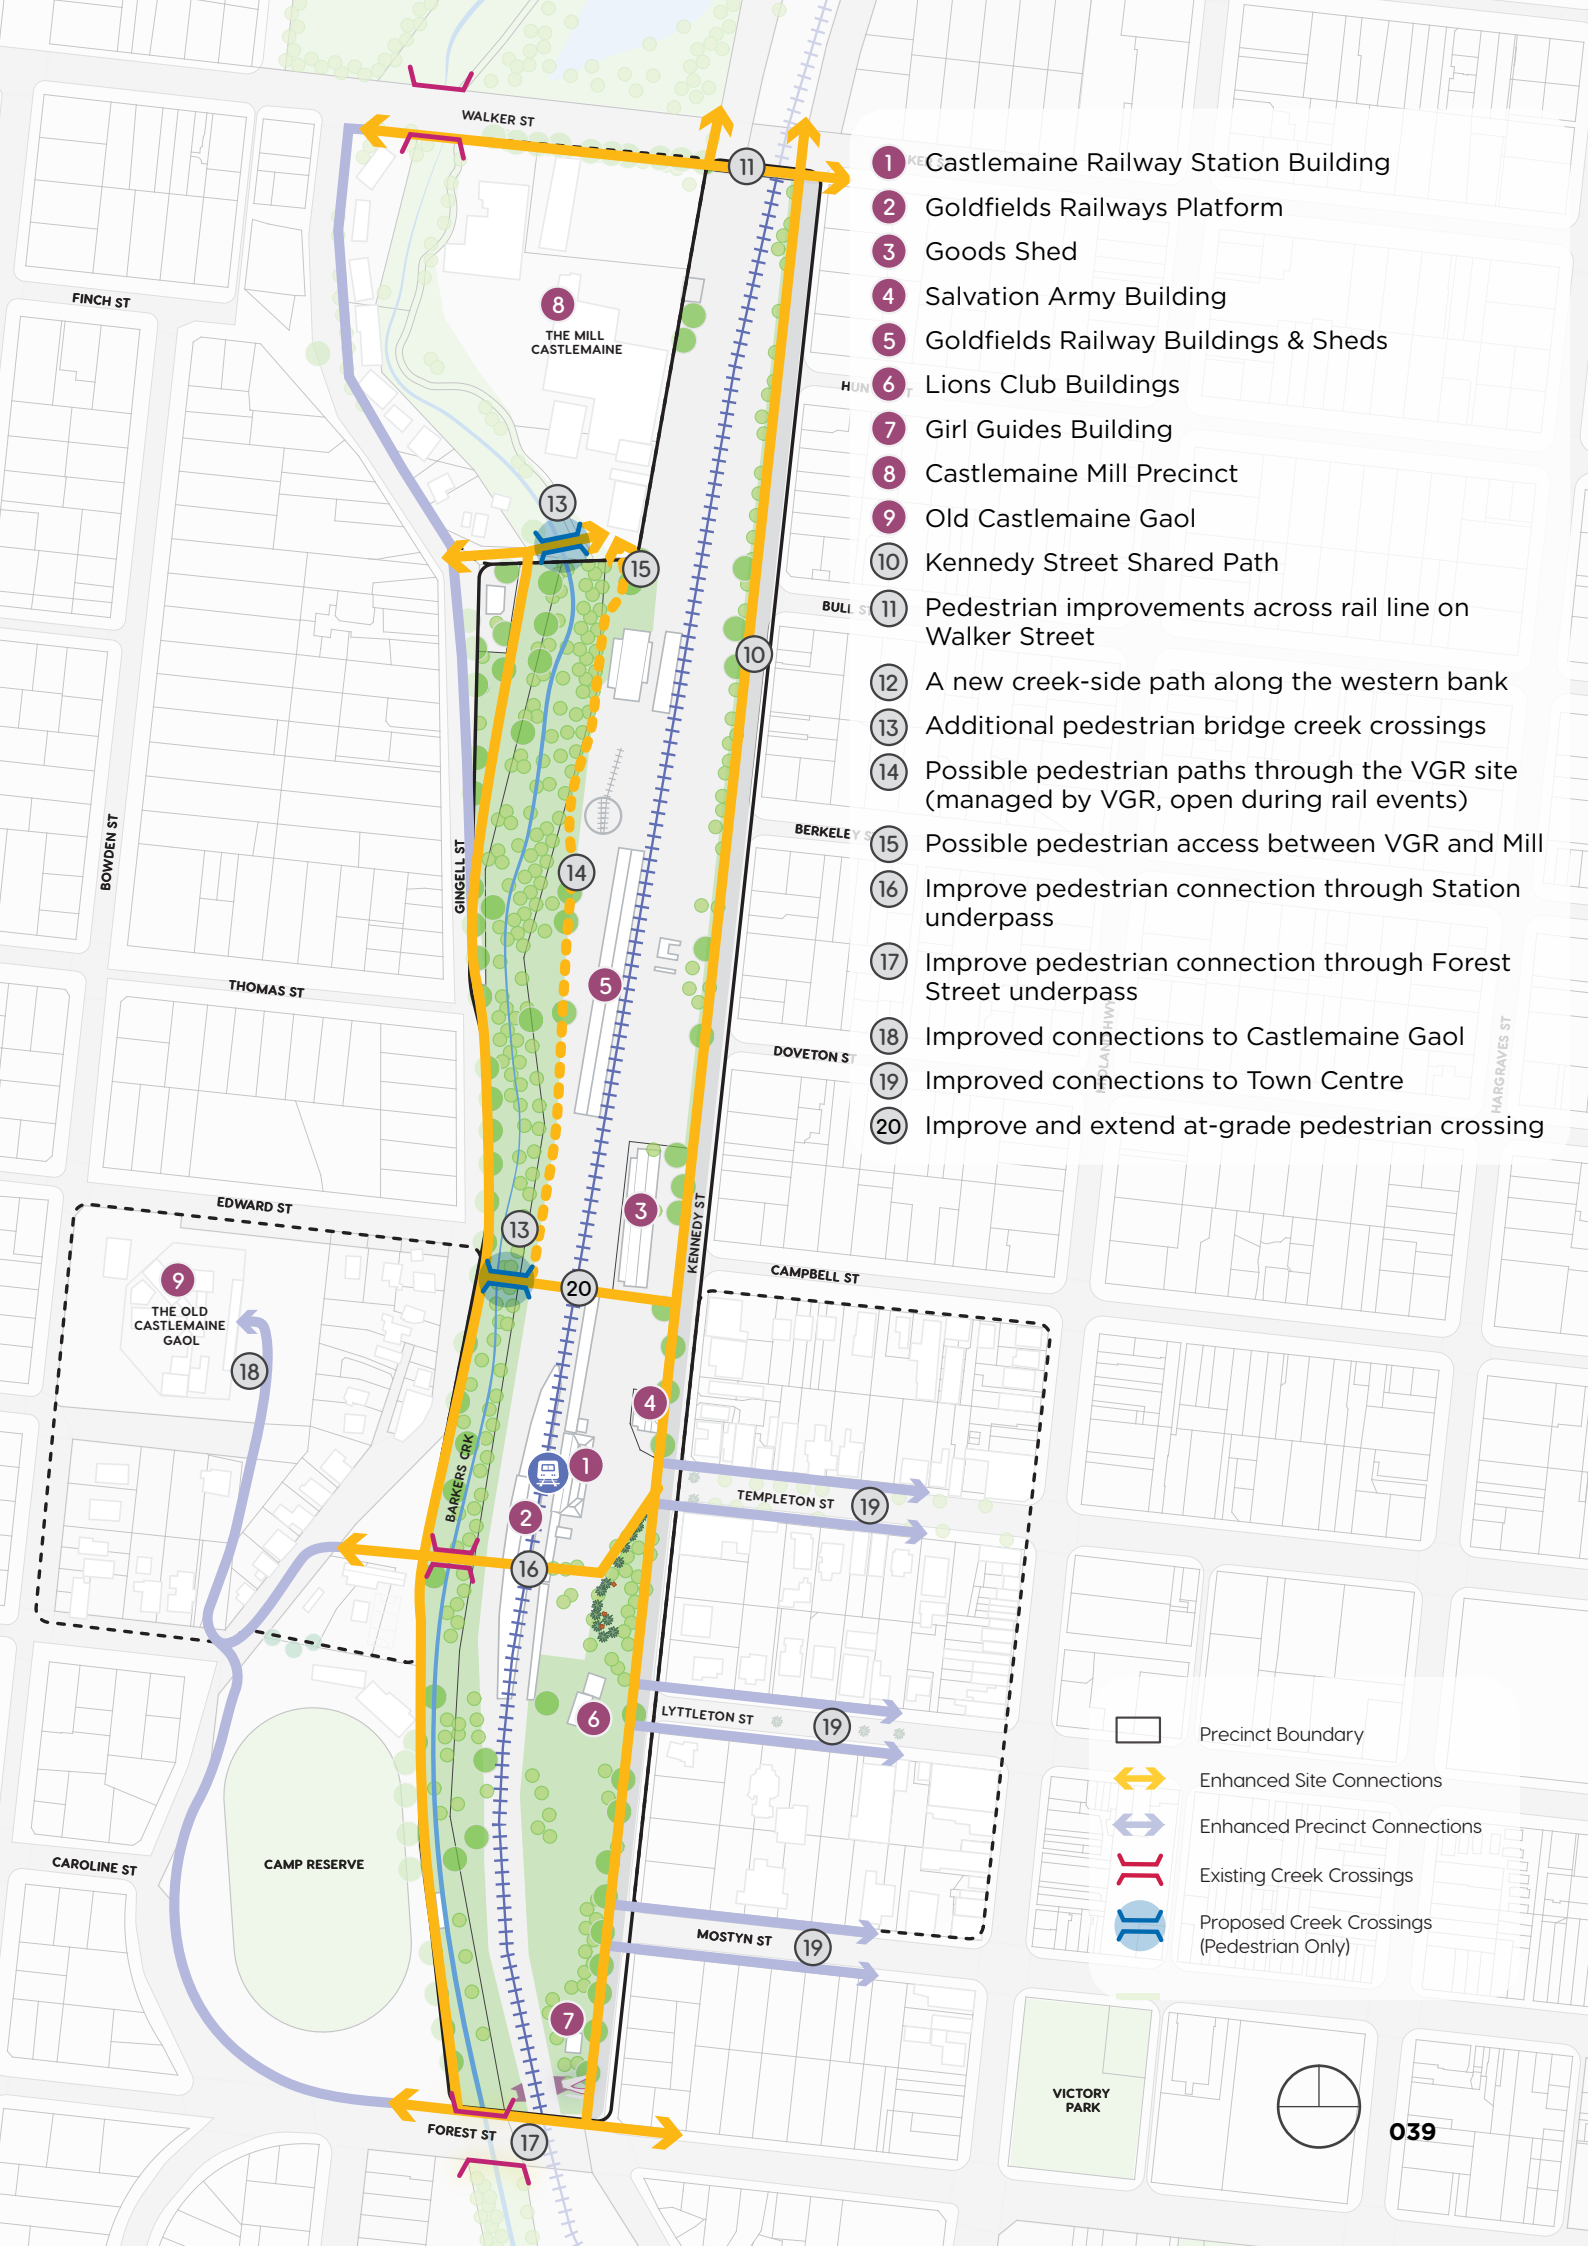 WALKER ST
11
1 Castlemaine Railway Station Building
2 Goldfields Railways Platform
3 Goods Shed
4 Salvation Army Building
5 Goldfields Railway Buildings & Sheds
6 Lions Club Buildings
7 Girl Guides Building
8 Castlemaine Mill Precinct
9 Old Castlemaine Gaol
10 Kennedy Street Shared Path
11 Pedestrian improvements across rail line on
Walker Street
12 A new creek-side path along the western bank
13 Additional pedestrian bridge creek crossings
14 Possible pedestrian paths through the VGR site
(managed by VGR, open during rail events)
15 Possible pedestrian access between VGR and Mill
16 Improve pedestrian connection through Station
underpass
17 Improve pedestrian connection through Forest
Street underpass
18 Improved connections to Castlemaine Gaol
19 Improved connections to Town Centre
20 Improve and extend at-grade pedestrian crossing
FINCH ST
8
THE MILL
CASTLEMAINE
13
15
BULL ST
10
BERKELEY S
BOWDEN ST
GINGELL ST
14
THOMAS ST
5
DOVETON ST
HARGRAVES ST
EDWARD ST
13
3
KENNEDY ST
9
THE OLD
CASTLEMAINE
GAOL
20
CAMPBELL ST
18
4
BARKERS CRK
1
2
TEMPLETON ST
19
16
6
LYTTLETON ST
19
CAROLINE ST
CAMP RESERVE
MOSTYN ST
19
7
FOREST ST
17
Precinct Boundary
Enhanced Site Connections
Enhanced Precinct Connections
Existing Creek Crossings
Proposed Creek Crossings
(Pedestrian Only)
VICTORY
PARK
039